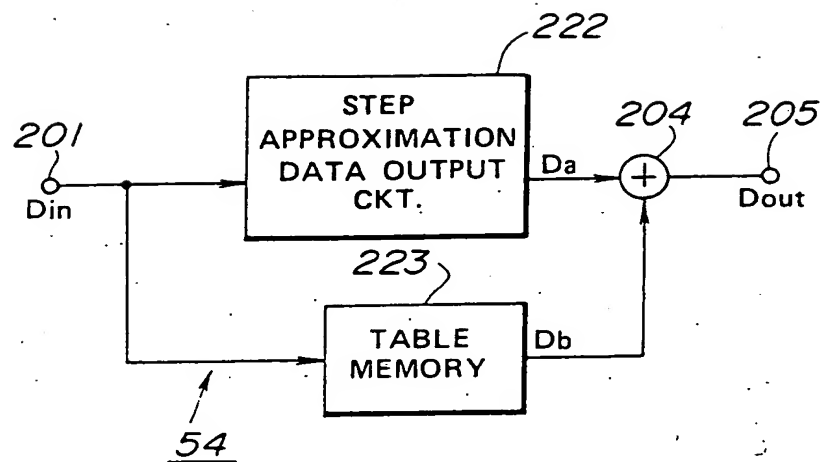 222
STEP
APPROXIMATION
DATA OUTPUT
CKT.
201
Din
Da
204
+
205
Dout
223
TABLE
MEMORY
Db
54